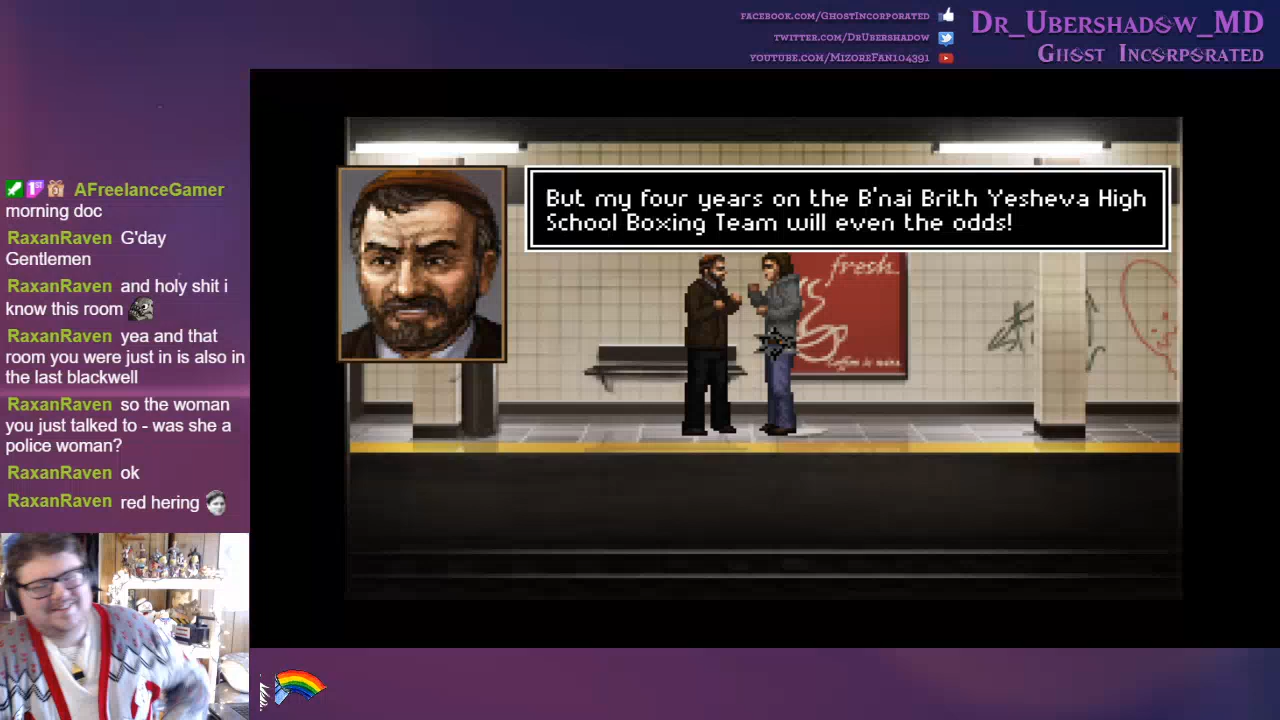 FACEBOOK.COM/GHOSTINCORPORATED
TWITTER.COM/DRUBERSHADOW
YOUTUBE.COM/MIZOREFAN104391
DR_UBERSHADOW_MD
GHOST INCORPORATED
AFreelanceGamer
morning doc
RaxanRaven G'day
Gentlemen
RaxanRaven and holy shit i
know this room
RaxanRaven yea and that
room you were just in is also in
the last blackwell
RaxanRaven so the woman
you just talked to - was she a
police woman?
RaxanRaven ok
RaxanRaven red hering
But my four years on the B'nai Brith Yesheva High
School Boxing Team will even the odds!
fresh